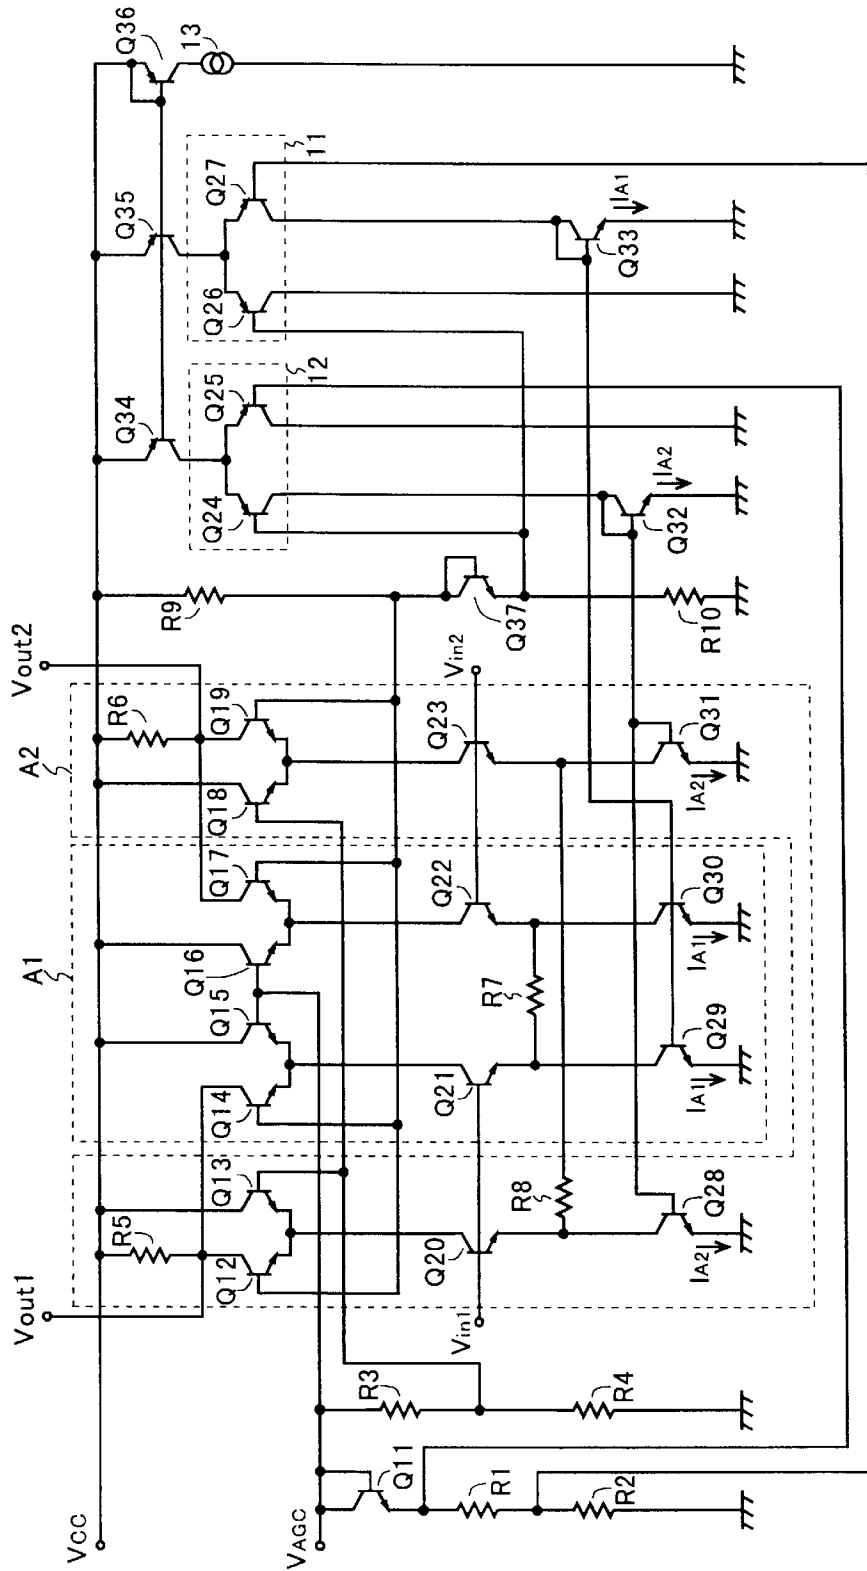 VCC
VAGC
Vout1
Vout2
A1
A2
R5
R6
R9
Q12
Q13
Q14
Q15
Q16
Q17
Q18
Q19
Q34
Q35
Q36
13
Q24
Q25
12
Q26
Q27
11
Q11
R3
R1
R4
R2
Vin1
Vin2
Q20
Q21
Q22
Q23
Q37
R8
R7
R10
Q32
Q33
IA2
IA1
Q28
Q29
Q30
Q31
IA2
IA1
IA1
IA2